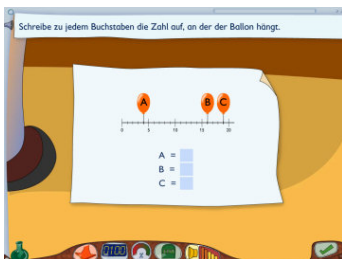 Schreibe zu jedem Buchstaben die Zahl auf, an der der Ballon hängt.
A B C
0 5 10 15 20
A =
B =
C =